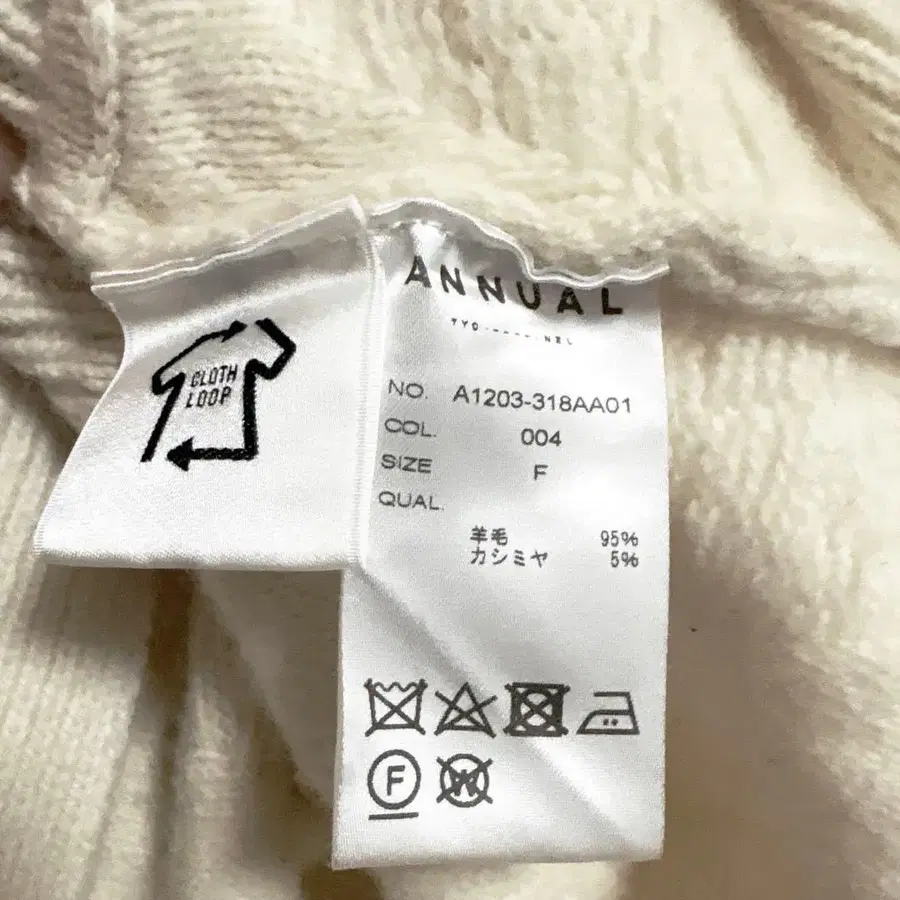 CLOTH
LOOP
ANNUAL
NO. A1203-318AA01
COL. 004
SIZE F
QUAL.
羊毛 95%
カシミヤ 5%
F
W